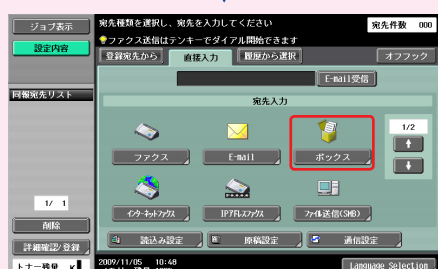 ジョブ表示
宛先種類を選択し、宛先を入力してください
宛先件数 000
設定内容
ファクス送信はテンキーでダイアル開始できます
登録宛先から
直接入力
履歴から選択
オフフック
E-mail受信
同報宛先リスト
宛先入力
ファクス
E-mail
ボックス
1/2
インターネットファクス
IPアドレスファクス
ファイル送信(SMB)
1/ 1
削除
詳細確認/登録
読込み設定
原稿設定
通信設定
トナー残量 K
2009/11/05 10:48
Language Selection